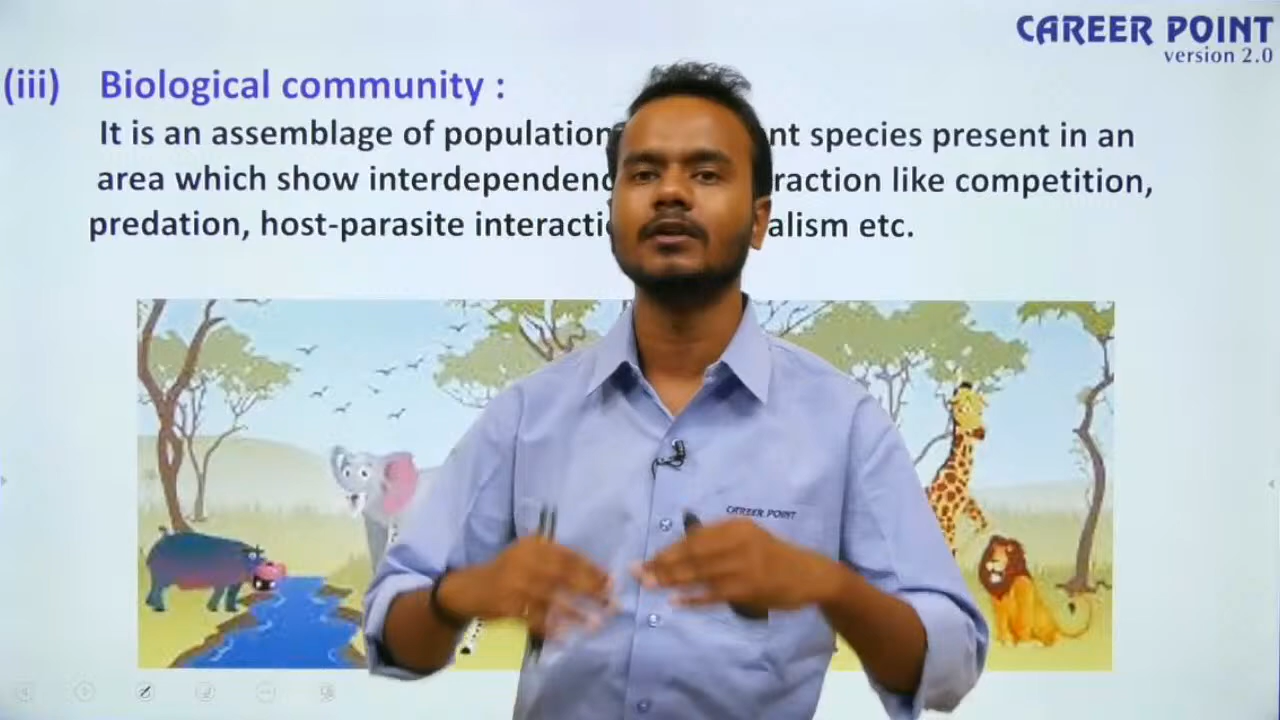 CAREER POINT
version 2.0
(iii) Biological community :
It is an assemblage of population nt species present in an
area which show interdependenc raction like competition,
predation, host-parasite interacti alism etc.
CAREER POINT